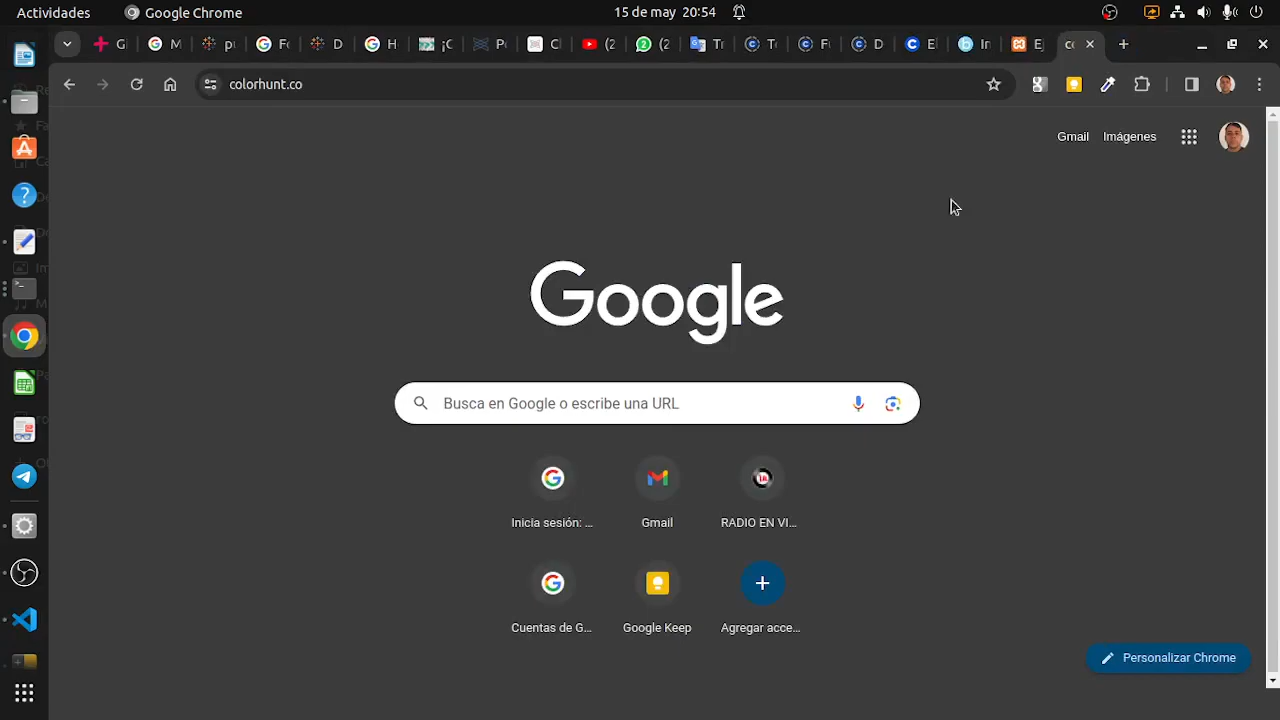 Actividades
Google Chrome
15 de may 20:54
colorhunt.co
Gmail
Imágenes
Google
Busca en Google o escribe una URL
Inicia sesión: ...
Gmail
RADIO EN VI...
Cuentas de G...
Google Keep
Agregar acce...
Personalizar Chrome